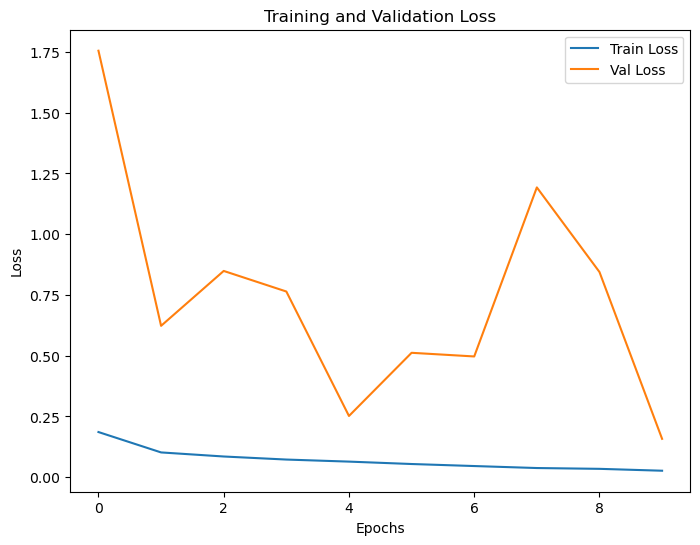 Training and Validation Loss
Train Loss
Val Loss
1.75
1.50
1.25
1.00
0.75
0.50
0.25
0.00
Loss
0 2 4 6 8
Epochs